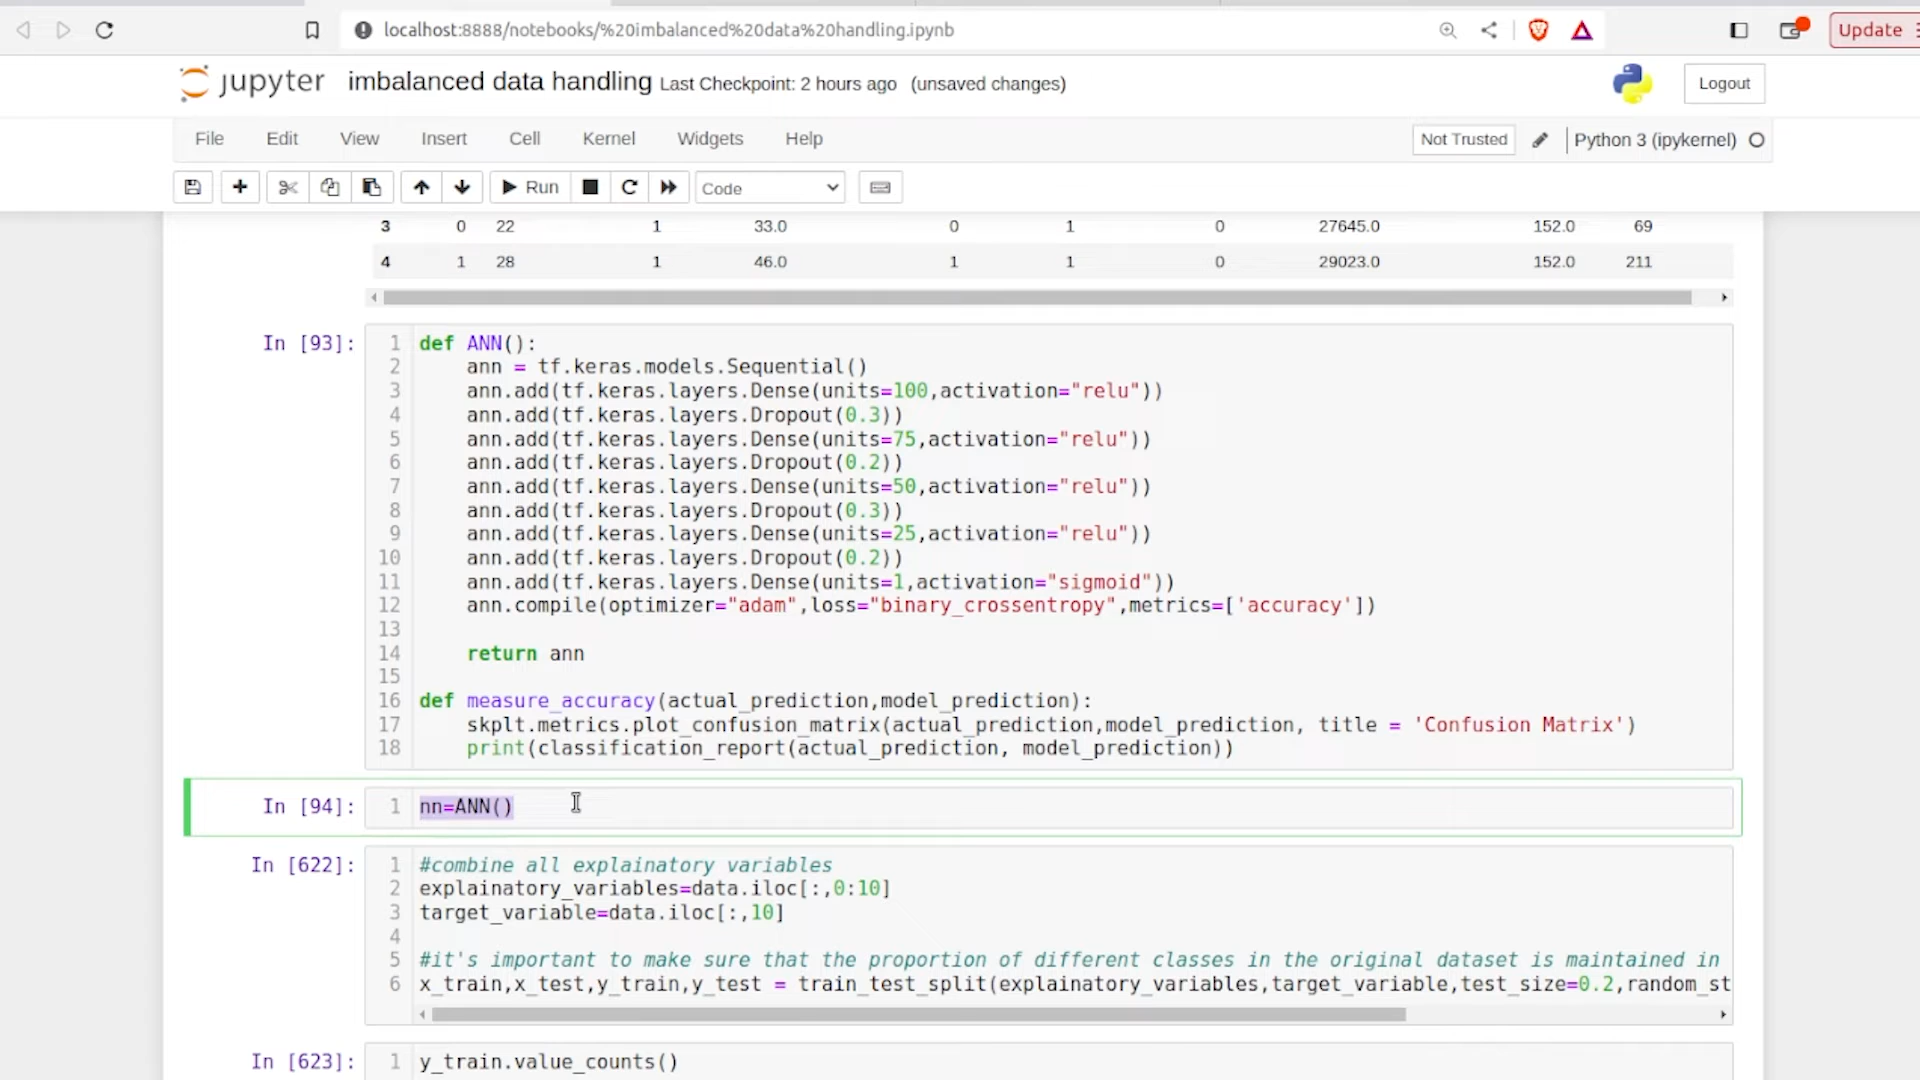 localhost:8888/notebooks/%20imbalanced%20data%20handling.ipynb
Update
jupyter imbalanced data handling Last Checkpoint: 2 hours ago (unsaved changes)
Logout
File Edit View Insert Cell Kernel Widgets Help
Not Trusted
Python 3 (ipykernel)
Run
Code
3 0 22 1 33.0 0 1 0 27645.0 152.0 69
4 1 28 1 46.0 1 1 0 29023.0 152.0 211
In [93]:
1 def ANN():
2 ann = tf.keras.models.Sequential()
3 ann.add(tf.keras.layers.Dense(units=100,activation="relu"))
4 ann.add(tf.keras.layers.Dropout(0.3))
5 ann.add(tf.keras.layers.Dense(units=75,activation="relu"))
6 ann.add(tf.keras.layers.Dropout(0.2))
7 ann.add(tf.keras.layers.Dense(units=50,activation="relu"))
8 ann.add(tf.keras.layers.Dropout(0.3))
9 ann.add(tf.keras.layers.Dense(units=25,activation="relu"))
10 ann.add(tf.keras.layers.Dropout(0.2))
11 ann.add(tf.keras.layers.Dense(units=1,activation="sigmoid"))
12 ann.compile(optimizer="adam",loss="binary_crossentropy",metrics=['accuracy'])
13
14 return ann
15
16 def measure_accuracy(actual_prediction,model_prediction):
17 skplt.metrics.plot_confusion_matrix(actual_prediction,model_prediction, title = 'Confusion Matrix')
18 print(classification_report(actual_prediction, model_prediction))
In [94]:
1 nn=ANN()
In [622]:
1 #combine all explainatory variables
2 explainatory_variables=data.iloc[:,0:10]
3 target_variable=data.iloc[:,10]
4
5 #it's important to make sure that the proportion of different classes in the original dataset is maintained in
6 x_train,x_test,y_train,y_test = train_test_split(explainatory_variables,target_variable,test_size=0.2,random_st
In [623]:
1 y_train.value_counts()